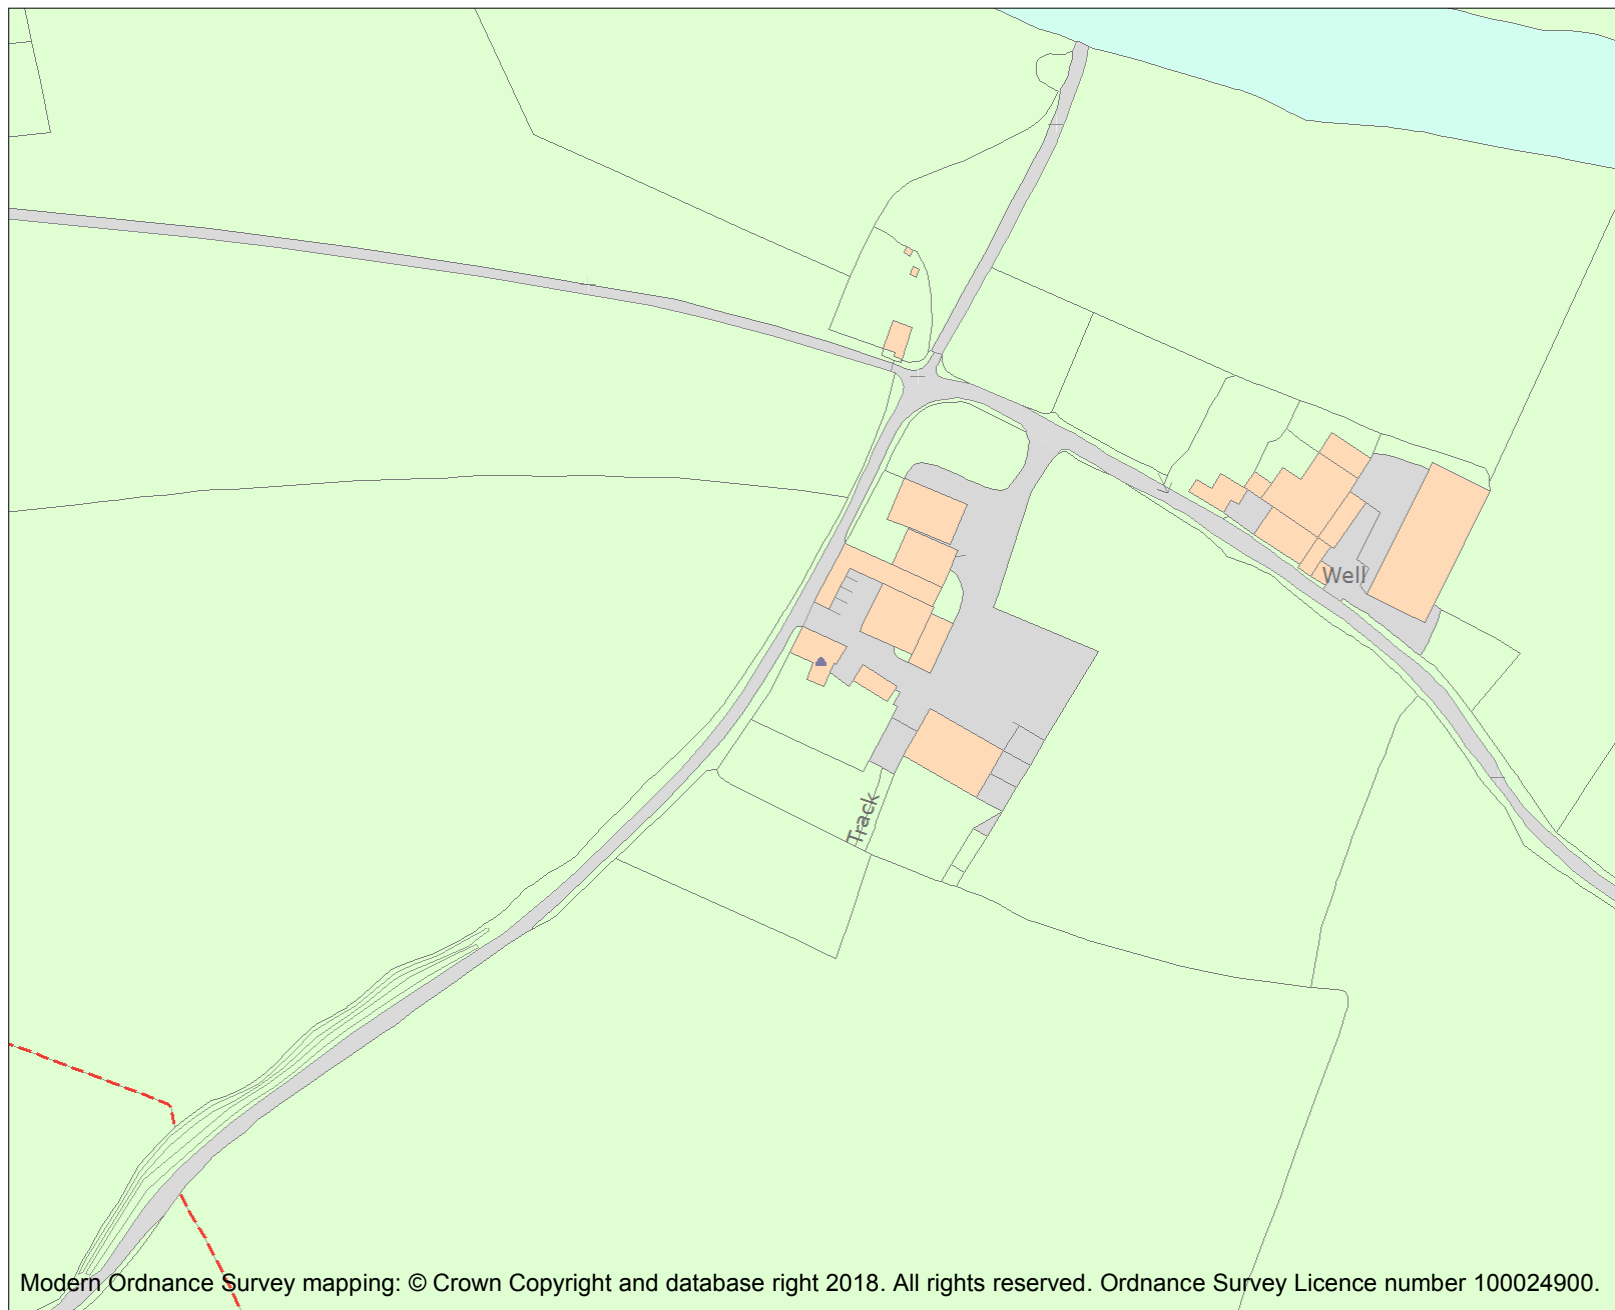 Well
Track
Modern Ordnance Survey mapping: © Crown Copyright and database right 2018. All rights reserved. Ordnance Survey Licence number 100024900.